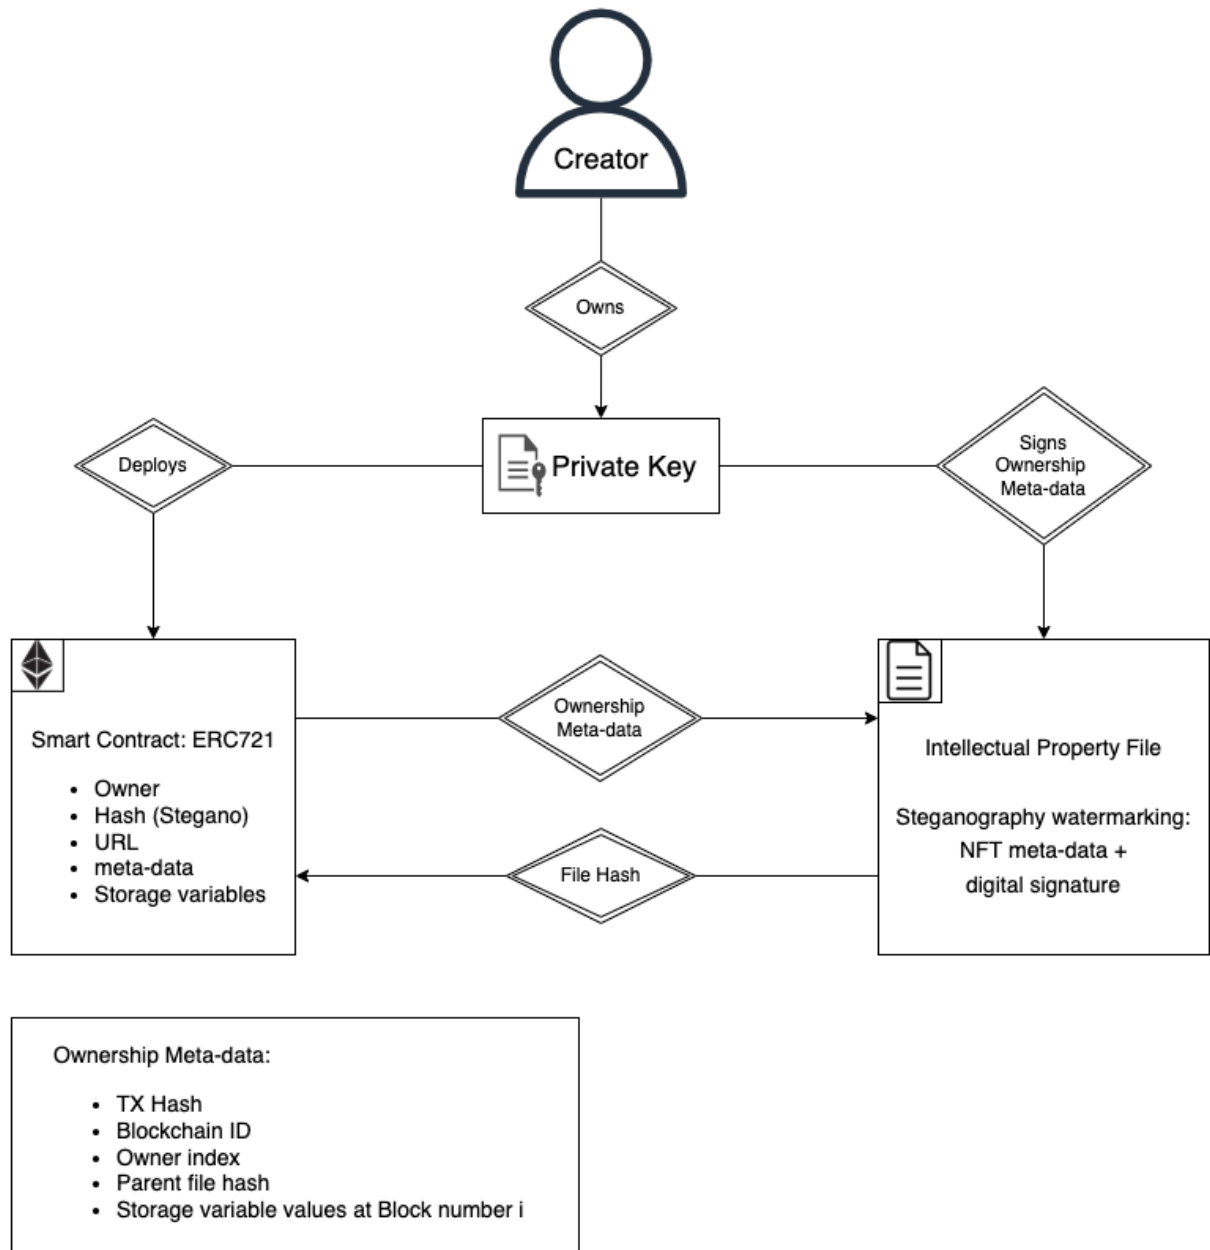 Creator
Owns
Deploys
Private Key
Signs
Ownership
Meta-data
Smart Contract: ERC721
• Owner
• Hash (Stegano)
• URL
• meta-data
• Storage variables
Ownership
Meta-data
File Hash
Intellectual Property File
Steganography watermarking:
NFT meta-data +
digital signature
Ownership Meta-data:
• TX Hash
• Blockchain ID
• Owner index
• Parent file hash
• Storage variable values at Block number i